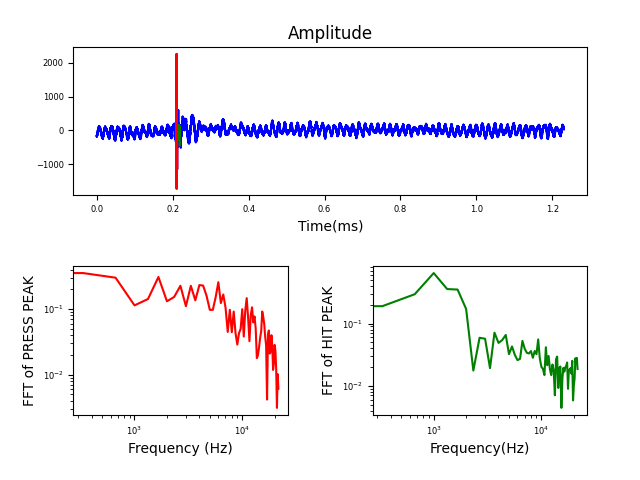 Amplitude
2000
1000
0
−1000
0.0 0.2 0.4 0.6 0.8 1.0 1.2
Time(ms)
FFT of PRESS PEAK
10⁻¹
10⁻²
10³ 10⁴
Frequency (Hz)
FFT of HIT PEAK
10⁻¹
10⁻²
10³ 10⁴
Frequency(Hz)